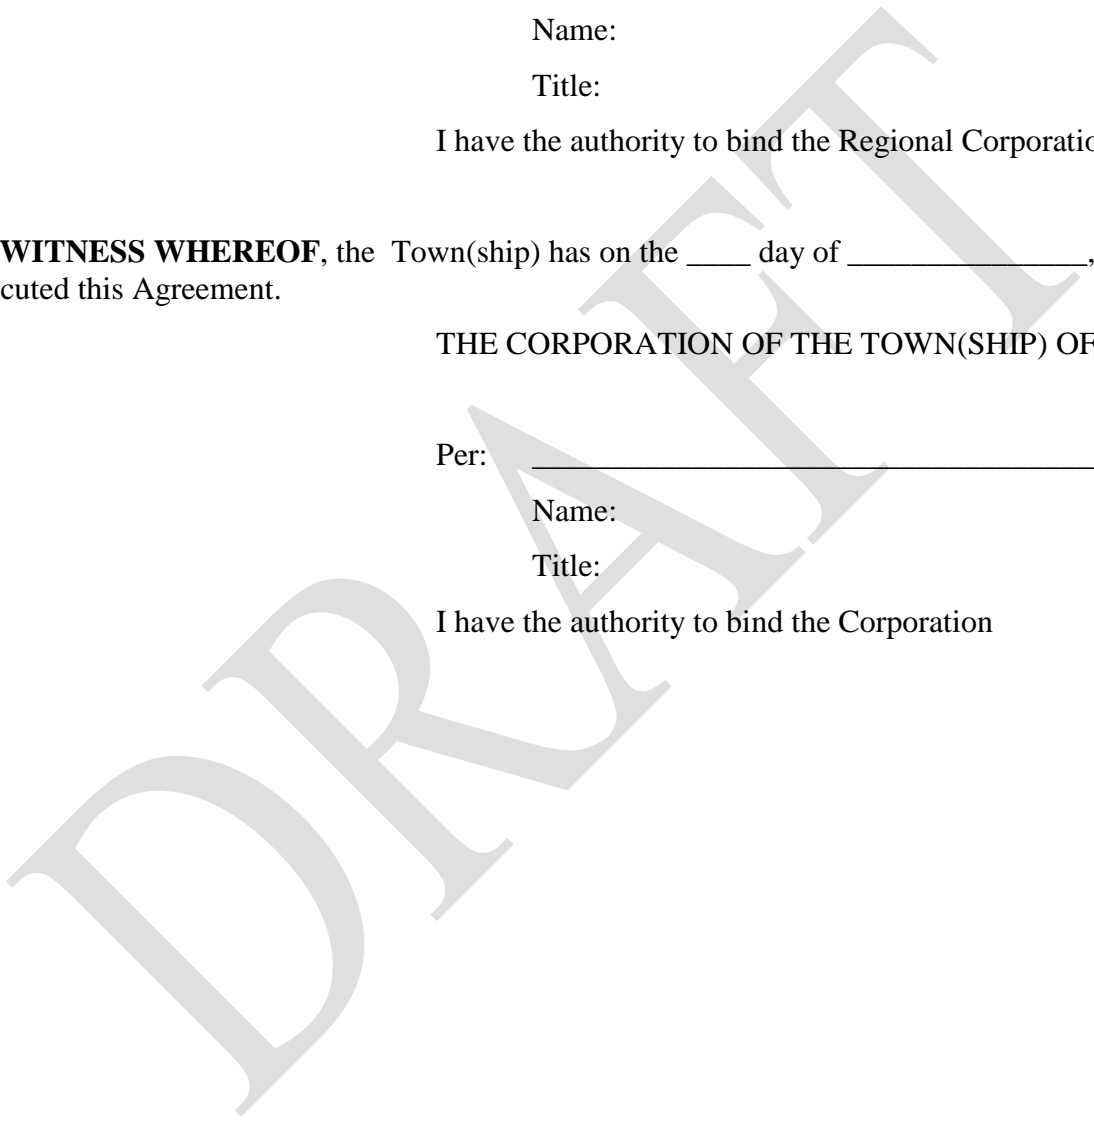 Name:
Title:
I have the authority to bind the Regional Corporatio
WITNESS WHEREOF, the  Town(ship) has on the ____ day of _______________,
cuted this Agreement.
THE CORPORATION OF THE TOWN(SHIP) OF
Per: ___________________________________
Name:
Title:
I have the authority to bind the Corporation
DRAFT